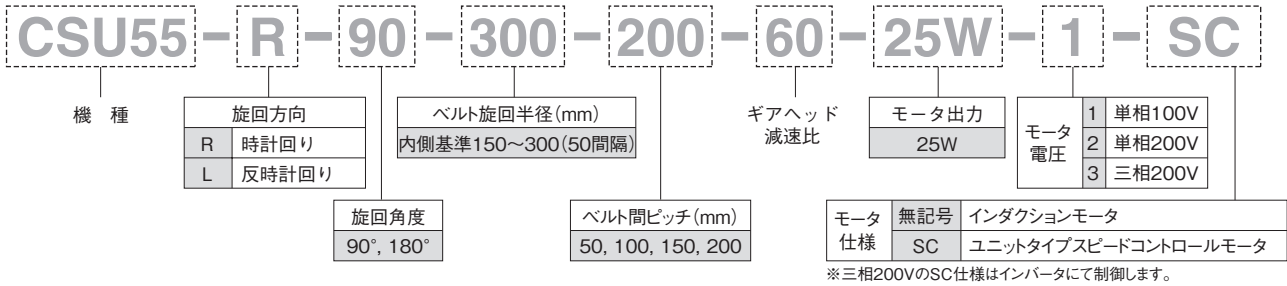 CSU55-R-90-300-200-60-25W-1-SC
機 種
旋回方向
R 時計回り
L 反時計回り
旋回角度
90°, 180°
ベルト旋回半径(mm)
内側基準150~300(50間隔)
ベルト間ピッチ(mm)
50, 100, 150, 200
ギアヘッド
減速比
モータ出力
25W
モータ
電圧
1 単相100V
2 単相200V
3 三相200V
モータ
仕様
無記号 インダクションモータ
SC ユニットタイプスピードコントロールモータ
※三相200VのSC仕様はインバータにて制御します。